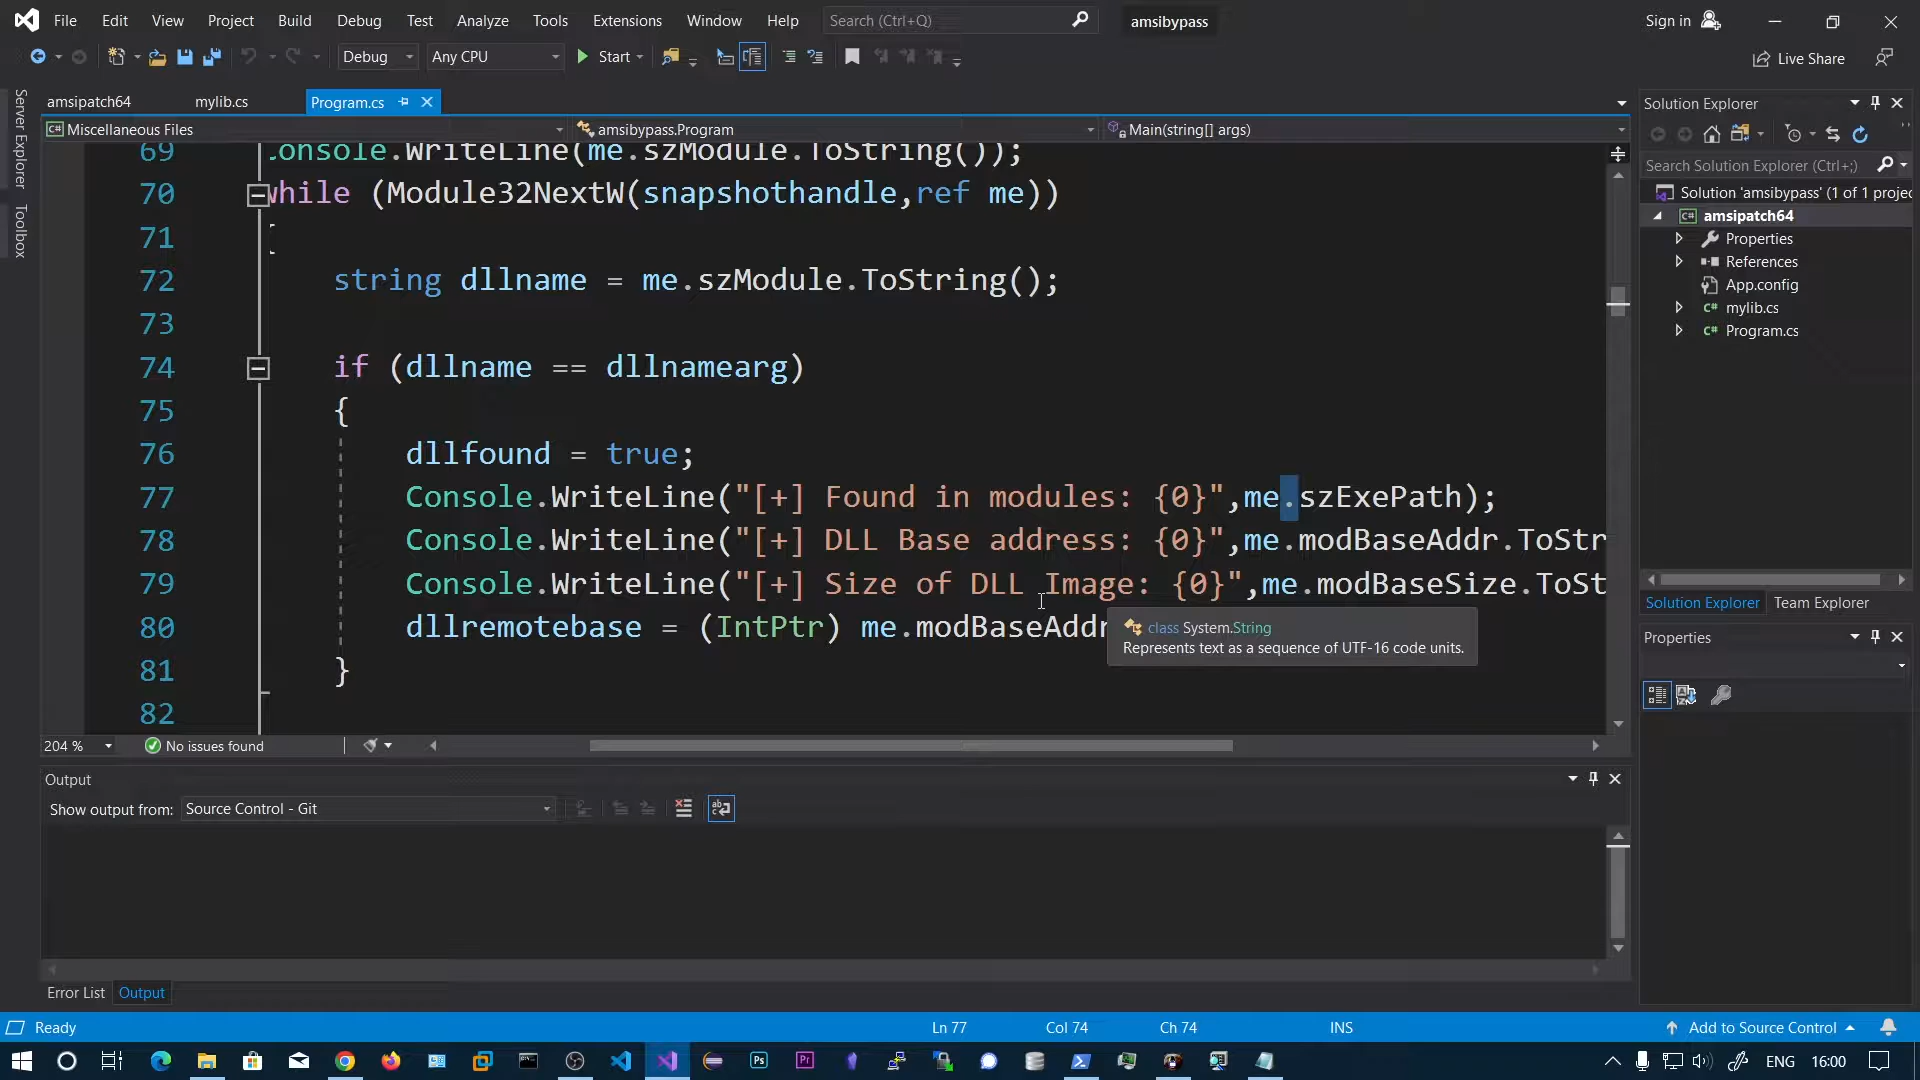 File Edit View Project Build Debug Test Analyze Tools Extensions Window Help Search (Ctrl+Q) amsibypass Sign in
Debug Any CPU Start Live Share
Server Explorer
Toolbox
amsipatch64 mylib.cs Program.cs
Miscellaneous Files amsibypass.Program Main(string[] args)
69 Console.WriteLine(me.szModule.ToString());
70 while (Module32NextW(snapshothandle,ref me))
71 {
72 string dllname = me.szModule.ToString();
73
74 if (dllname == dllnamearg)
75 {
76 dllfound = true;
77 Console.WriteLine("[+] Found in modules: {0}",me.szExePath);
78 Console.WriteLine("[+] DLL Base address: {0}",me.modBaseAddr.ToStr
79 Console.WriteLine("[+] Size of DLL Image: {0}",me.modBaseSize.ToSt
80 dllremotebase = (IntPtr) me.modBaseAddr
81 }
82
class System.String
Represents text as a sequence of UTF-16 code units.
204 % No issues found
Output
Show output from: Source Control - Git
Error List Output
Solution Explorer
Search Solution Explorer (Ctrl+;)
Solution 'amsibypass' (1 of 1 projec
amsipatch64
Properties
References
App.config
mylib.cs
Program.cs
Solution Explorer Team Explorer
Properties
Ready Ln 77 Col 74 Ch 74 INS Add to Source Control
ENG 16:00